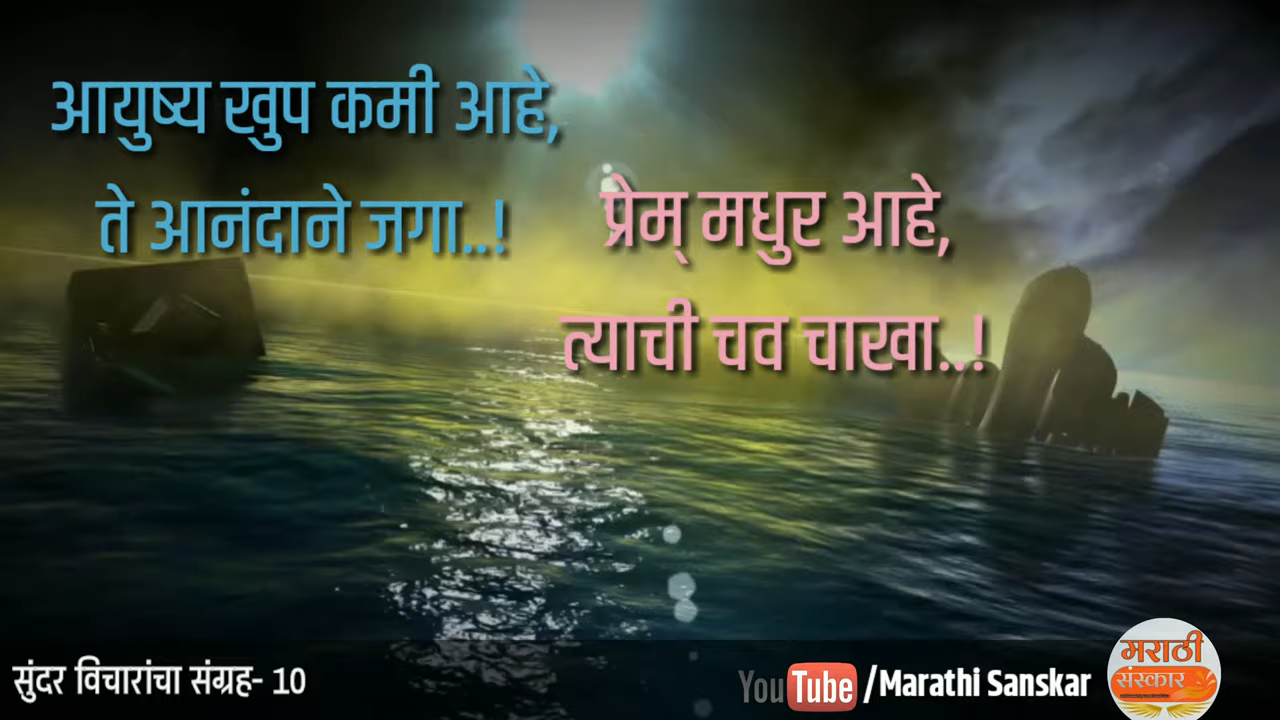 आयुष्य खुप कमी आहे,
ते आनंदाने जगा..!
प्रेम् मधुर आहे,
त्याची चव चाखा..!
सुंदर विचारांचा संग्रह- 10
YouTube /Marathi Sanskar
मराठी
संस्कार